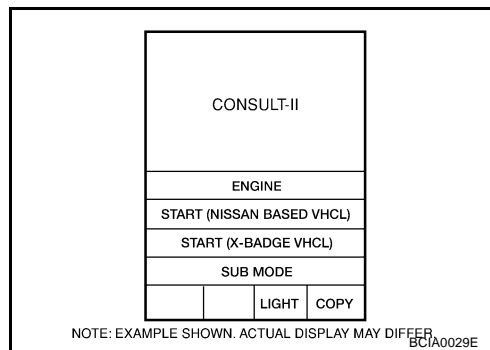 CONSULT-II
ENGINE
START (NISSAN BASED VHCL)
START (X-BADGE VHCL)
SUB MODE
LIGHT COPY
NOTE: EXAMPLE SHOWN. ACTUAL DISPLAY MAY DIFFER.
BCIA0029E